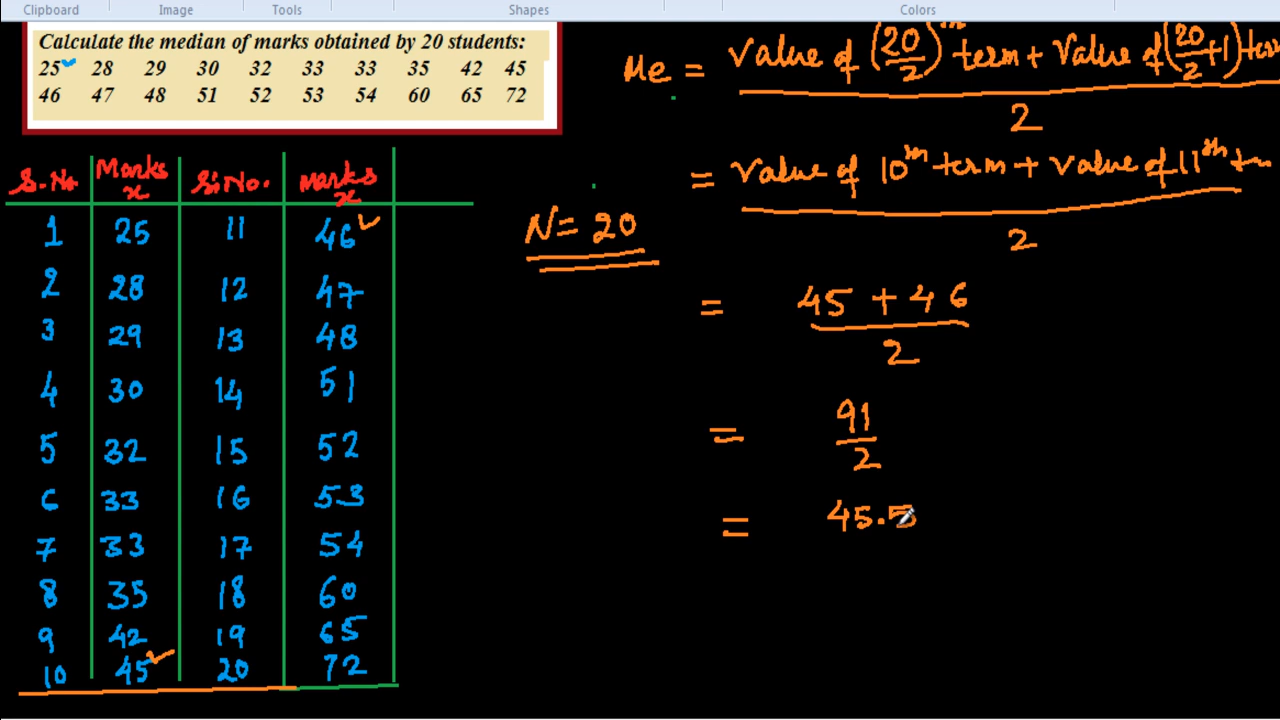 Clipboard Image Tools Shapes Colors
Calculate the median of marks obtained by 20 students:
25 28 29 30 32 33 33 35 42 45
46 47 48 51 52 53 54 60 65 72
Me = Value of (20/2)th term + Value of (20/2 + 1) term
2
= Value of 10th term + Value of 11th
2
N = 20
= 45 + 46
2
= 91
2
= 45.5
S.No. Marks x S.No. Marks x
1 25 11 46
2 28 12 47
3 29 13 48
4 30 14 51
5 32 15 52
6 33 16 53
7 33 17 54
8 35 18 60
9 42 19 65
10 45 20 72